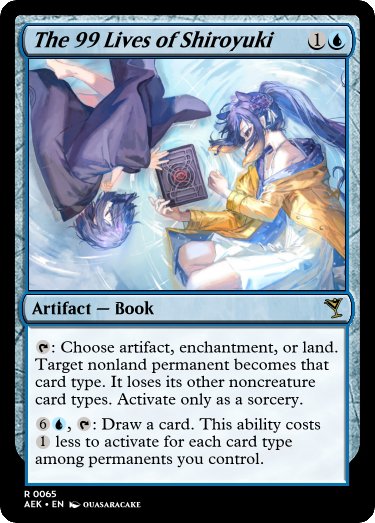 The 99 Lives of Shiroyuki 1
Artifact — Book
: Choose artifact, enchantment, or land.
Target nonland permanent becomes that
card type. It loses its other noncreature
card types. Activate only as a sorcery.
6 , : Draw a card. This ability costs
1 less to activate for each card type
among permanents you control.
R 0065
AEK • EN OUASARACAKE